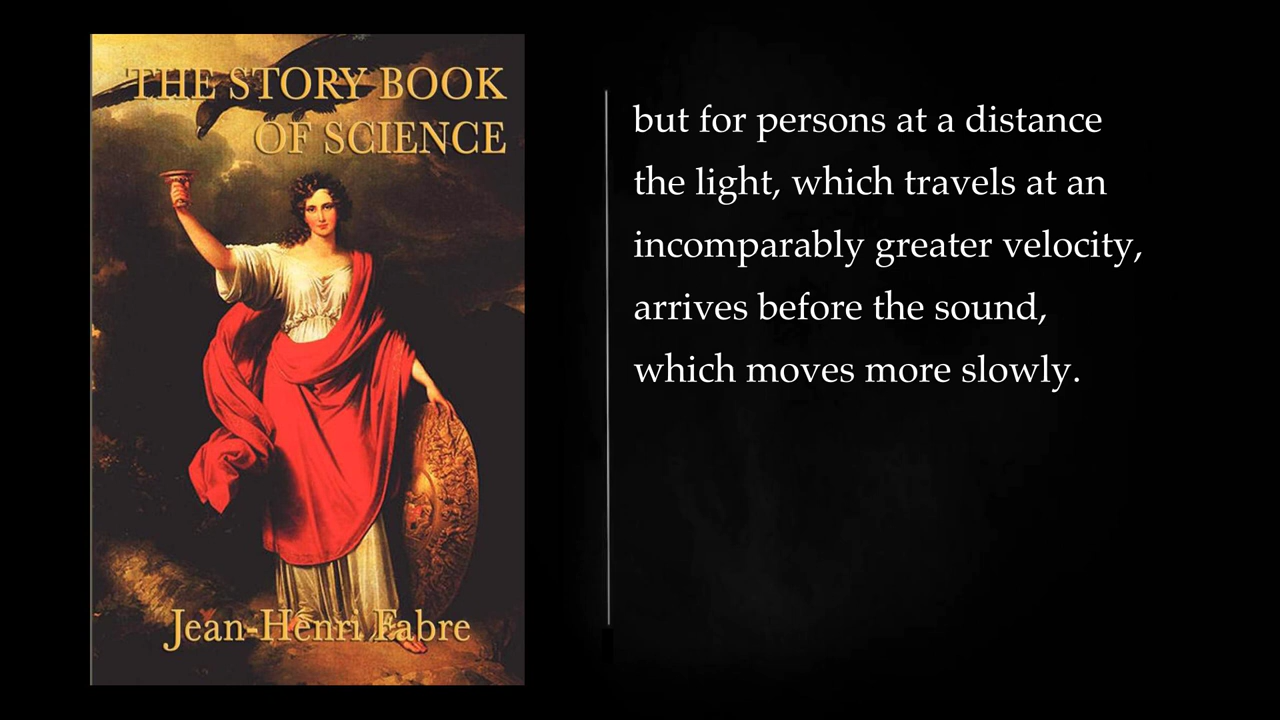 THE STORY BOOK
OF SCIENCE
Jean-Henri Fabre
but for persons at a distance
the light, which travels at an
incomparably greater velocity,
arrives before the sound,
which moves more slowly.